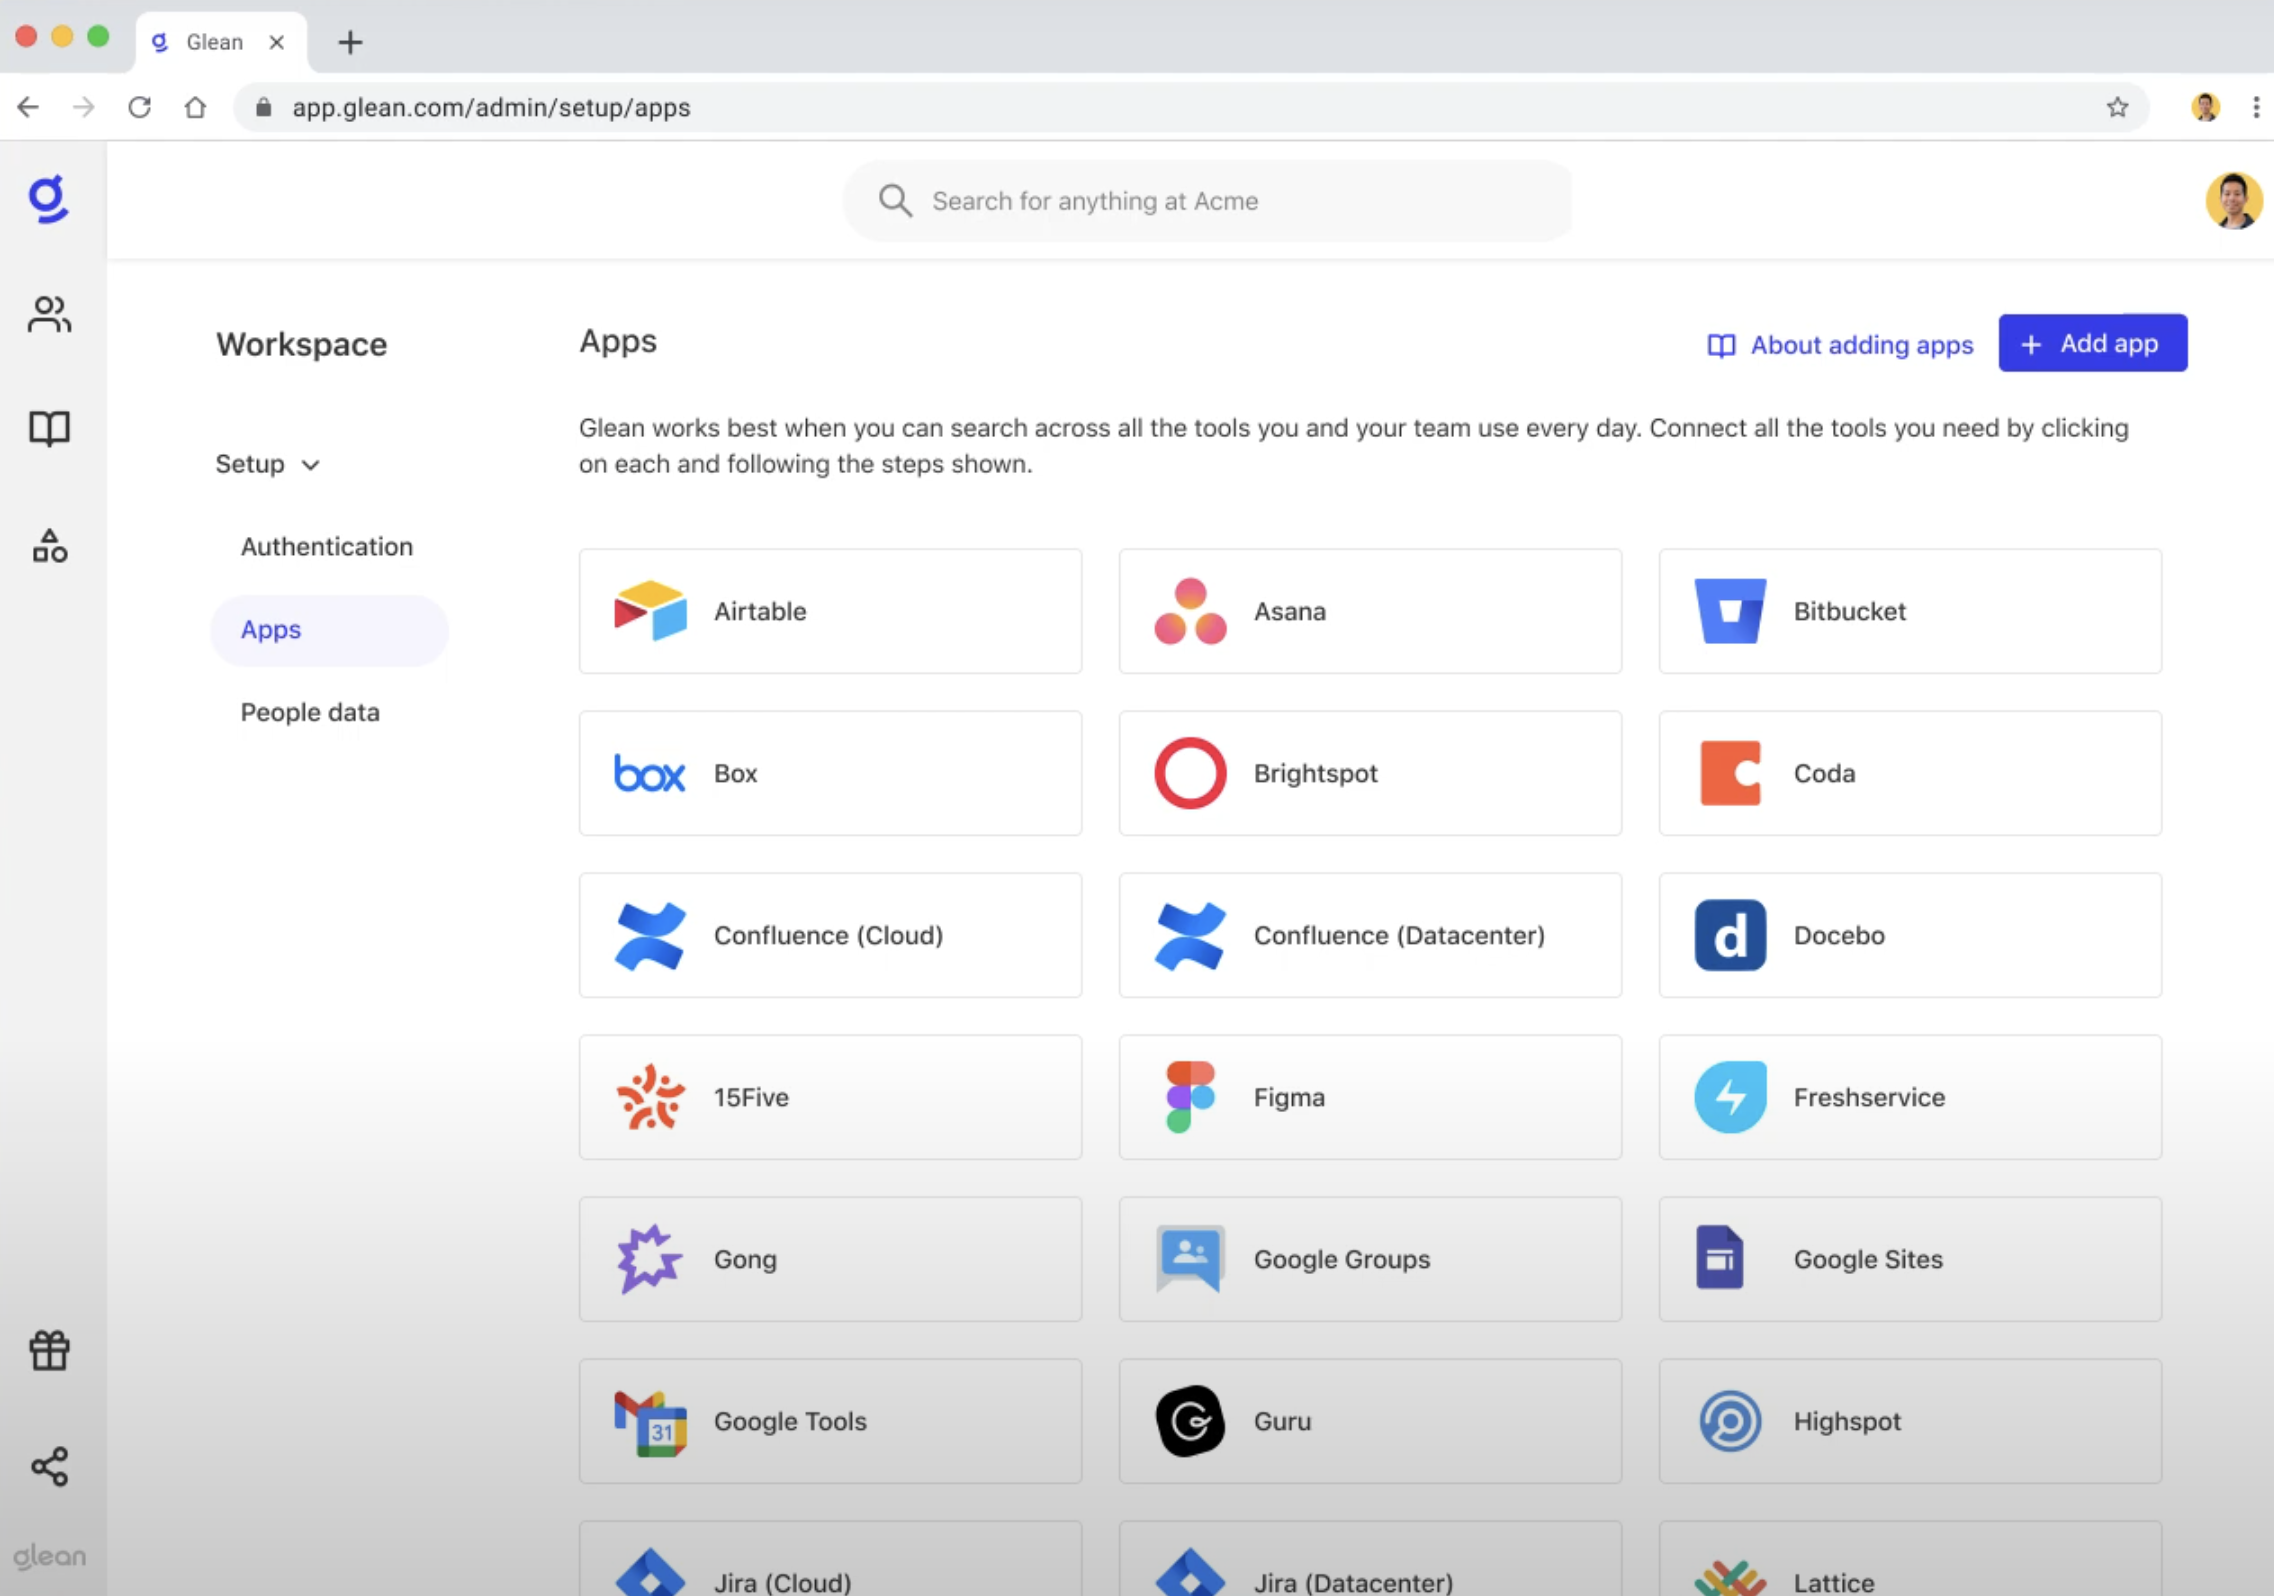 Glean
app.glean.com/admin/setup/apps
Search for anything at Acme
Workspace
Setup
Authentication
Apps
People data
Apps
About adding apps
+ Add app
Glean works best when you can search across all the tools you and your team use every day. Connect all the tools you need by clicking
on each and following the steps shown.
Airtable
Asana
Bitbucket
box
Box
Brightspot
Coda
Confluence (Cloud)
Confluence (Datacenter)
d
Docebo
15Five
Figma
Freshservice
Gong
Google Groups
Google Sites
31
Google Tools
Guru
Highspot
Jira (Cloud)
Jira (Datacenter)
Lattice
glean